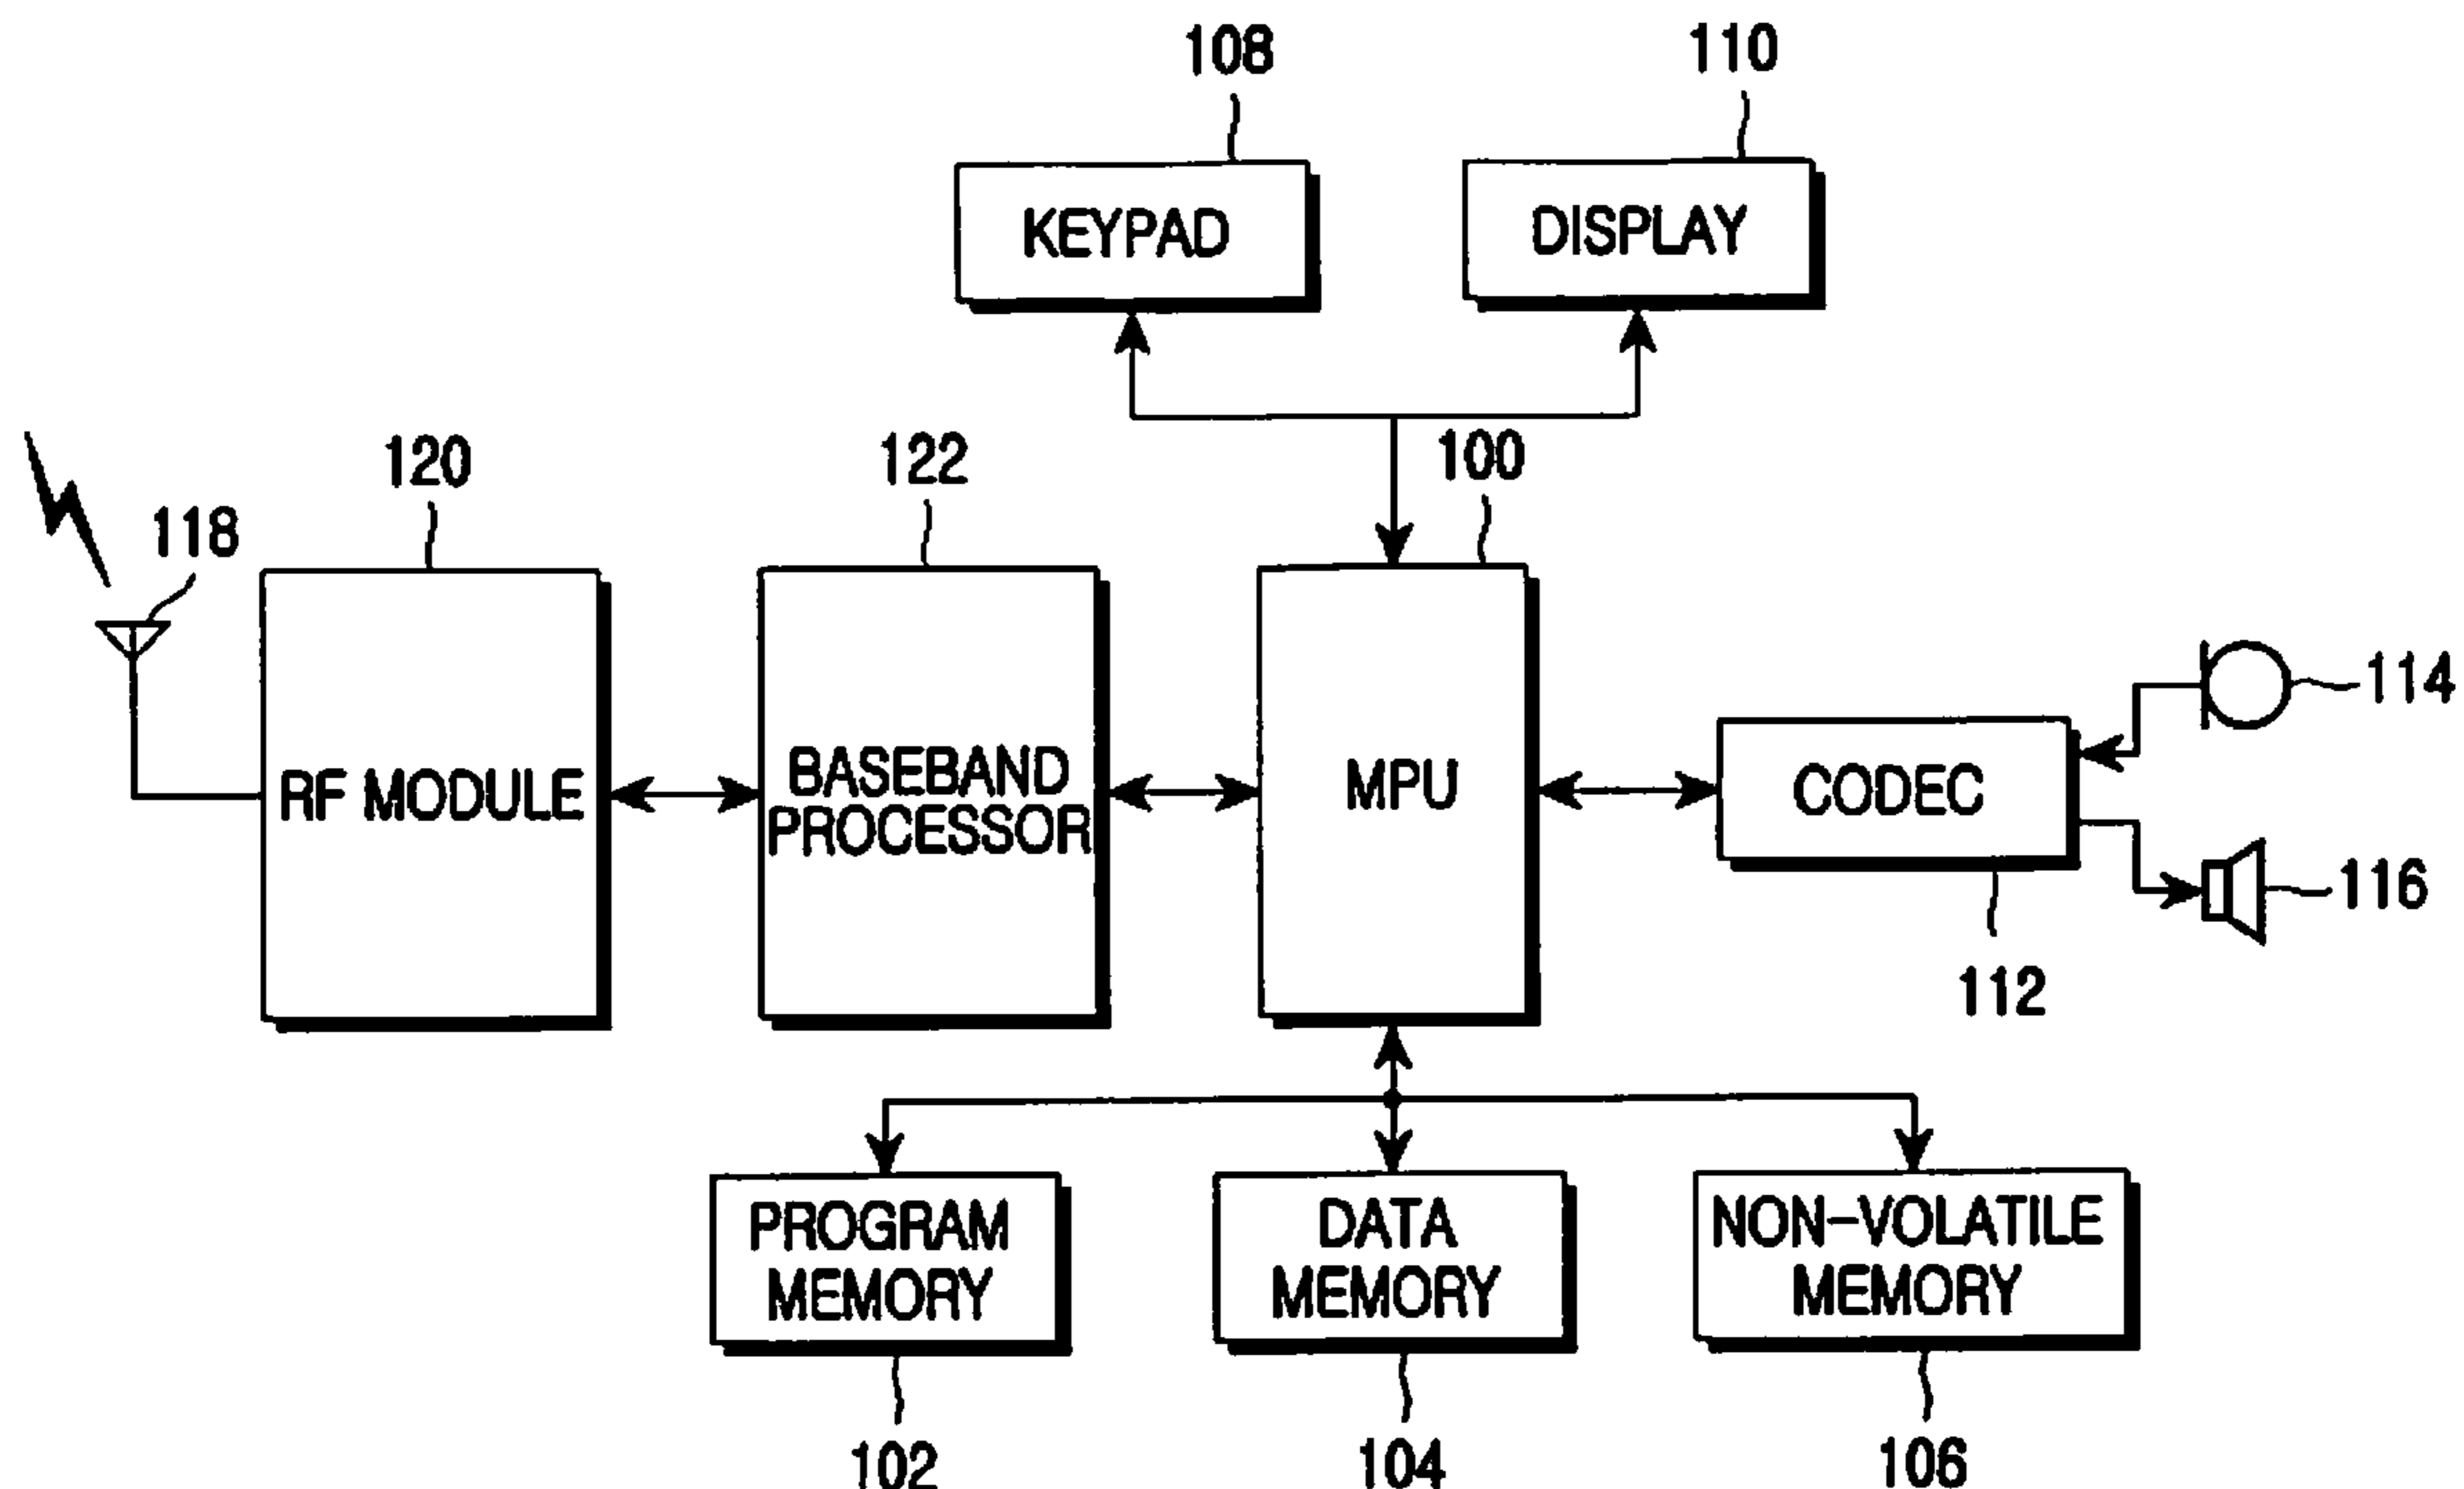 108
110
KEYPAD
DISPLAY
120
122
100
118
RF MODULE
BASEBAND
PROCESSOR
MPU
CODEC
114
116
112
PROGRAM
MEMORY
DATA
MEMORY
NON-VOLATILE
MEMORY
102
104
106